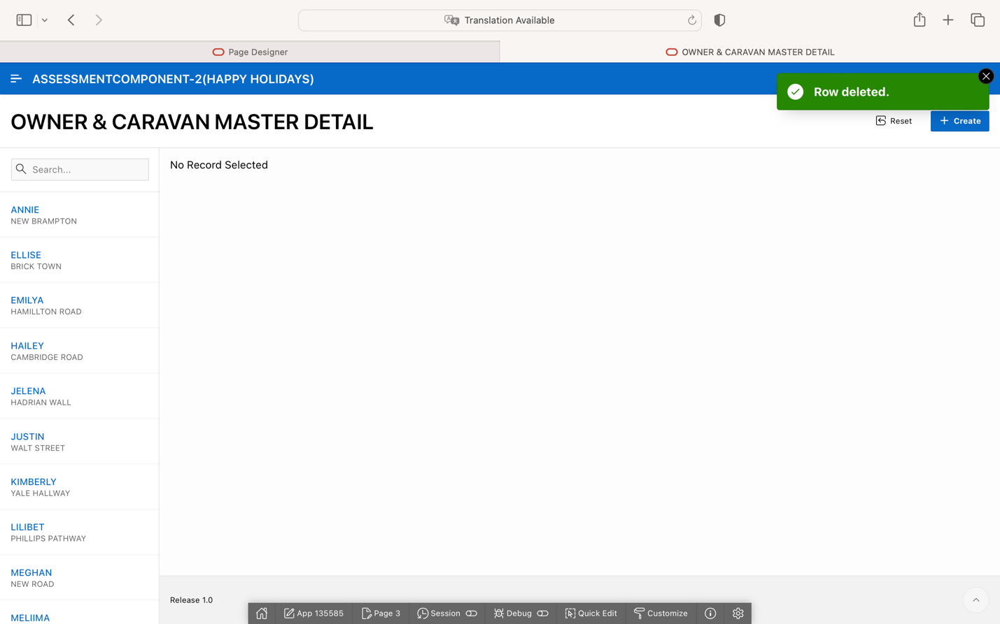 Translation Available
Page Designer
OWNER & CARAVAN MASTER DETAIL
ASSESSMENTCOMPONENT-2(HAPPY HOLIDAYS)
Row deleted.
OWNER & CARAVAN MASTER DETAIL
Reset
Create
Search...
No Record Selected
ANNIE
NEW BRAMPTON
ELLISE
BRICK TOWN
EMILYA
HAMILLTON ROAD
HAILEY
CAMBRIDGE ROAD
JELENA
HADRIAN WALL
JUSTIN
WALT STREET
KIMBERLY
YALE HALLWAY
LILIBET
PHILLIPS PATHWAY
MEGHAN
NEW ROAD
MELIIMA
Release 1.0
App 135585
Page 3
Session
Debug
Quick Edit
Customize